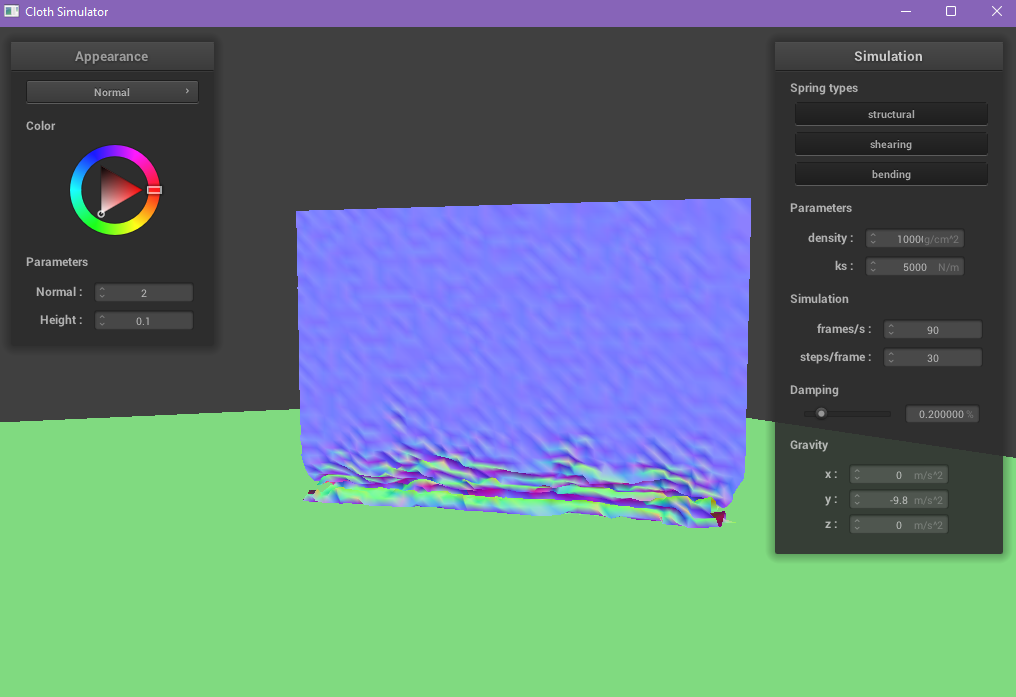 Cloth Simulator
Appearance
Normal
Color
Parameters
Normal : 2
Height : 0.1
Simulation
Spring types
structural
shearing
bending
Parameters
density : 1000 g/cm^2
ks : 5000 N/m
Simulation
frames/s : 90
steps/frame : 30
Damping
0.200000 %
Gravity
x : 0 m/s^2
y : -9.8 m/s^2
z : 0 m/s^2